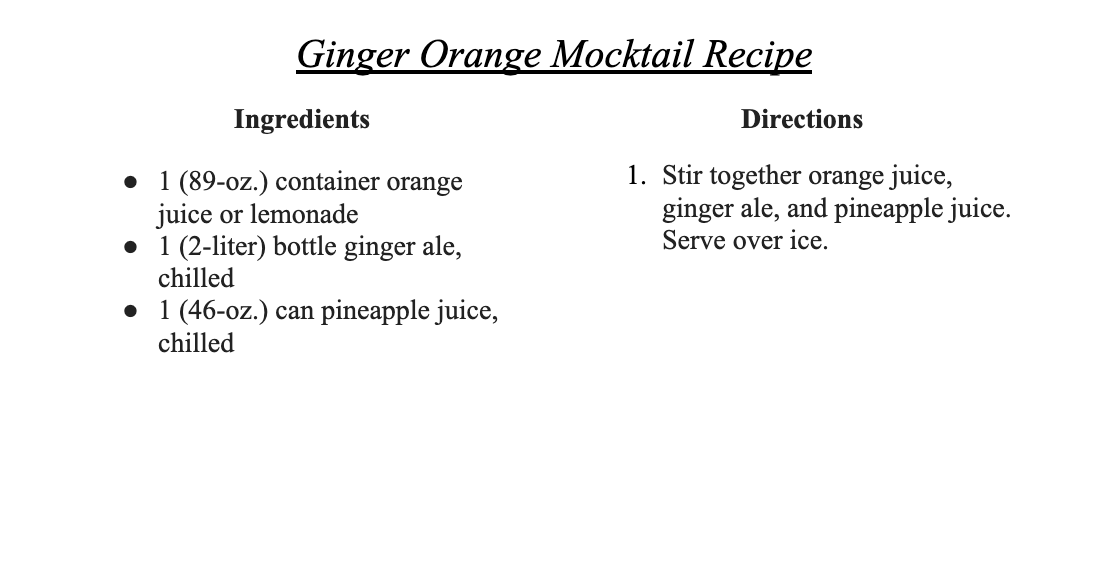 Ginger Orange Mocktail Recipe
Ingredients
● 1 (89-oz.) container orange
juice or lemonade
● 1 (2-liter) bottle ginger ale,
chilled
● 1 (46-oz.) can pineapple juice,
chilled
Directions
1. Stir together orange juice,
ginger ale, and pineapple juice.
Serve over ice.